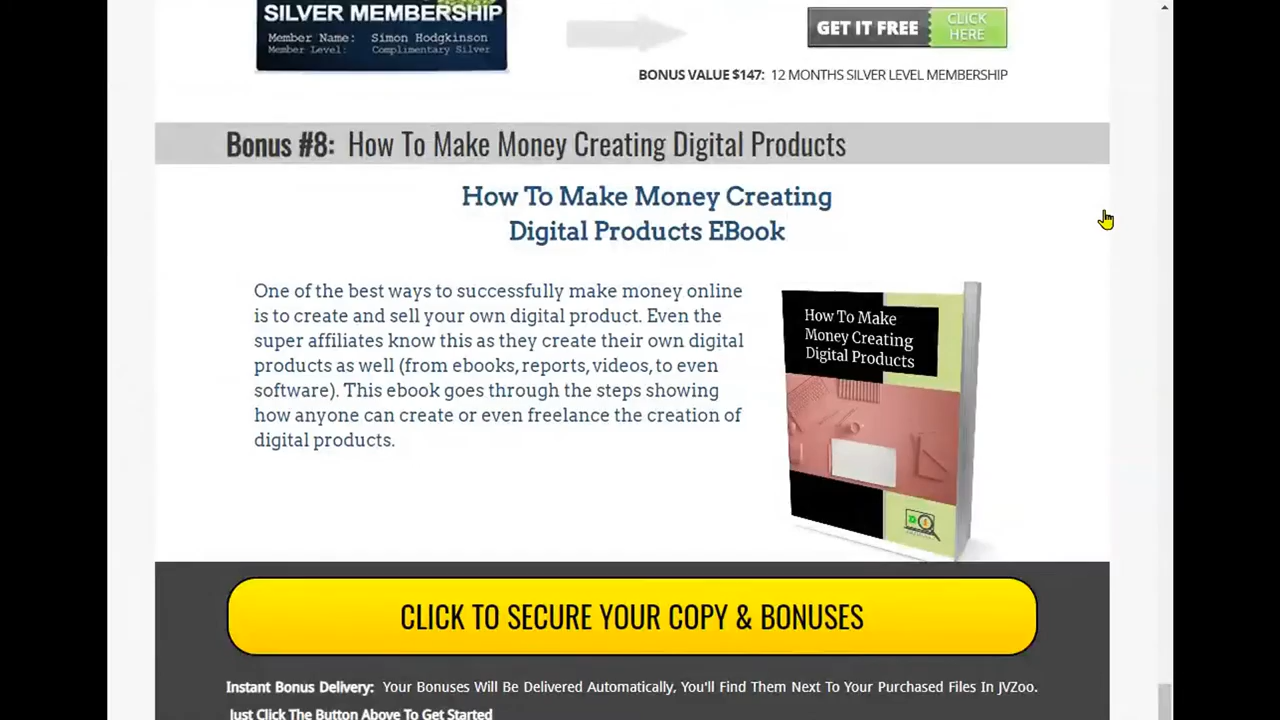 SILVER MEMBERSHIP
Member Name: Simon Hodgkinson
Member Level: Complimentary Silver
GET IT FREE
CLICK
HERE
BONUS VALUE $147: 12 MONTHS SILVER LEVEL MEMBERSHIP
Bonus #8: How To Make Money Creating Digital Products
How To Make Money Creating
Digital Products EBook
One of the best ways to successfully make money online
is to create and sell your own digital product. Even the
super affiliates know this as they create their own digital
products as well (from ebooks, reports, videos, to even
software). This ebook goes through the steps showing
how anyone can create or even freelance the creation of
digital products.
How To Make
Money Creating
Digital Products
CLICK TO SECURE YOUR COPY & BONUSES
Instant Bonus Delivery: Your Bonuses Will Be Delivered Automatically, You'll Find Them Next To Your Purchased Files In JVZoo.
Just Click The Button Above To Get Started